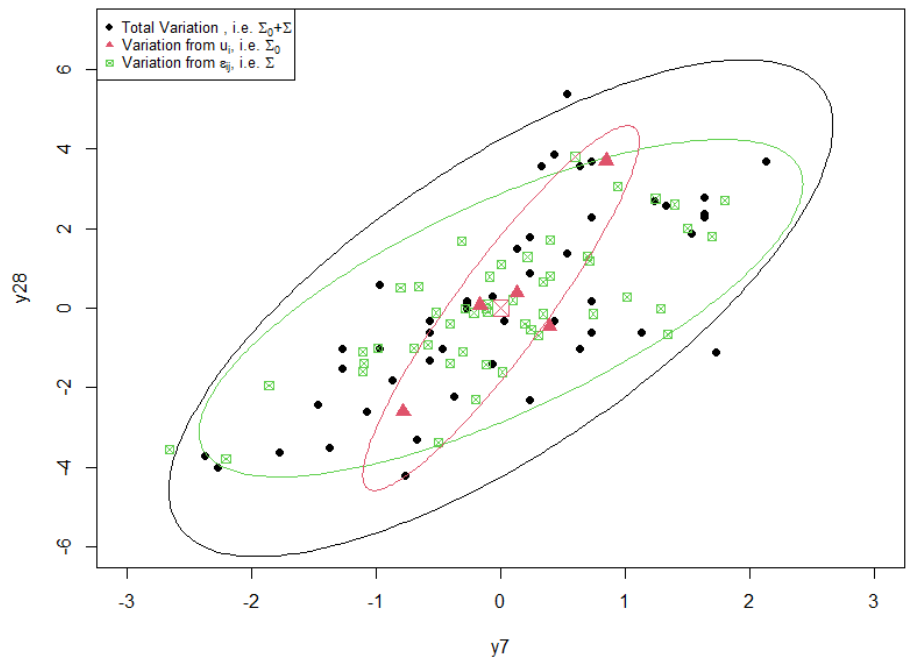 Total Variation , i.e. Σ₀+Σ
Variation from uᵢ, i.e. Σ₀
Variation from εᵢⱼ, i.e. Σ
y28
6
4
2
0
-2
-4
-6
-3 -2 -1 0 1 2 3
y7